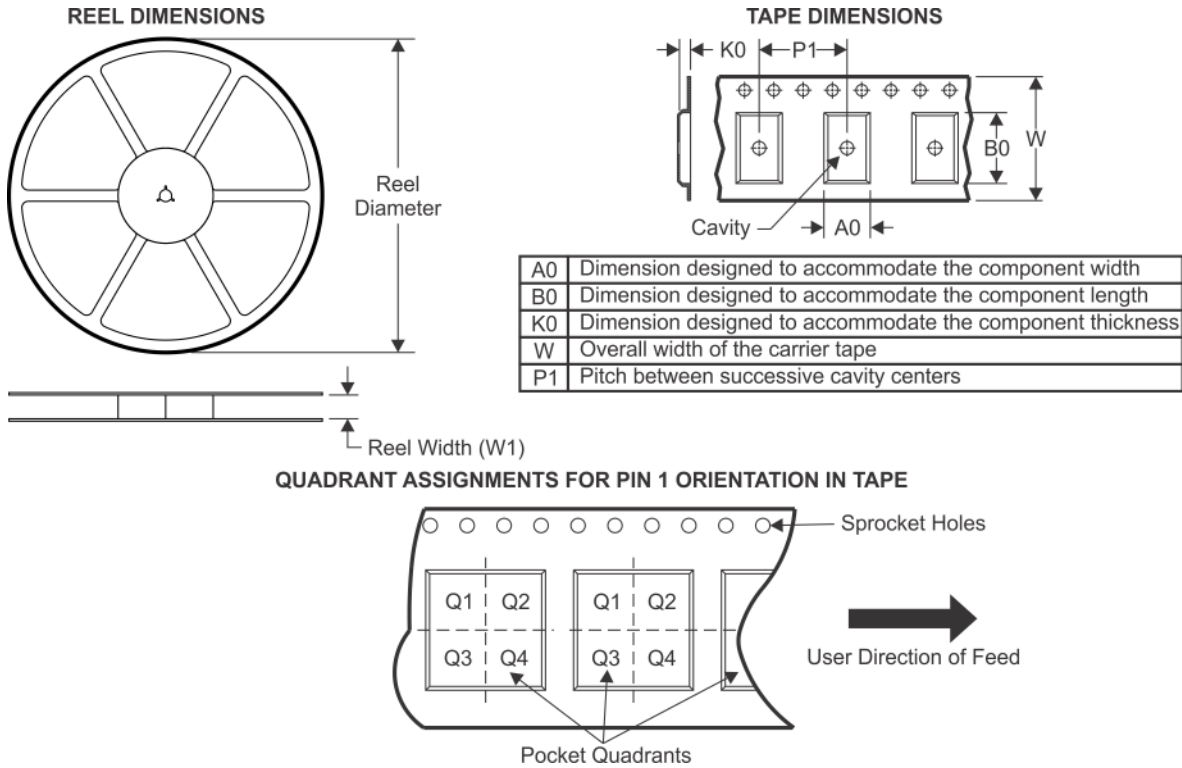 REEL DIMENSIONS
Reel
Diameter
Reel Width (W1)
TAPE DIMENSIONS
K0
P1
B0
W
Cavity
A0
A0 Dimension designed to accommodate the component width
B0 Dimension designed to accommodate the component length
K0 Dimension designed to accommodate the component thickness
W Overall width of the carrier tape
P1 Pitch between successive cavity centers
QUADRANT ASSIGNMENTS FOR PIN 1 ORIENTATION IN TAPE
Sprocket Holes
Q1 Q2 Q1 Q2
Q3 Q4 Q3 Q4
User Direction of Feed
Pocket Quadrants